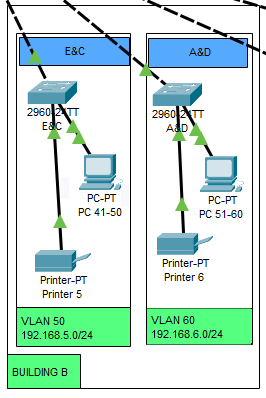 E&C
A&D
2960-24TT
E&C
2960-24TT
A&D
PC-PT
PC 41-50
PC-PT
PC 51-60
Printer-PT
Printer 5
Printer-PT
Printer 6
VLAN 50
192.168.5.0/24
VLAN 60
192.168.6.0/24
BUILDING B